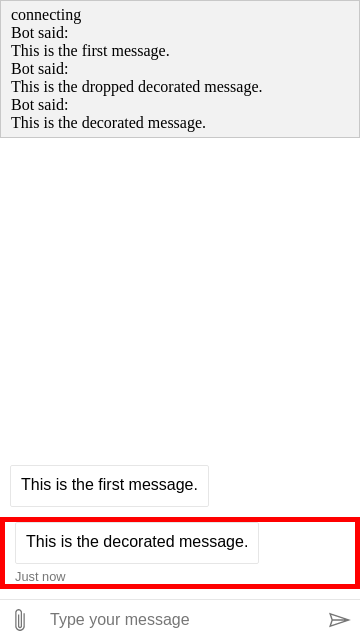 connecting
Bot said:
This is the first message.
Bot said:
This is the dropped decorated message.
Bot said:
This is the decorated message.
This is the first message.
This is the decorated message.
Just now
Type your message